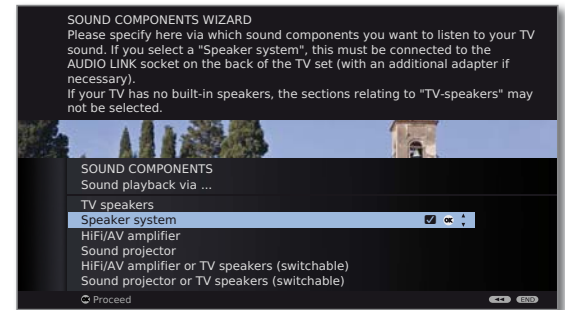 SOUND COMPONENTS WIZARD
Please specify here via which sound components you want to listen to your TV
sound. If you select a "Speaker system", this must be connected to the
AUDIO LINK socket on the back of the TV set (with an additional adapter if
necessary).
If your TV has no built-in speakers, the sections relating to "TV-speakers" may
not be selected.
SOUND COMPONENTS
Sound playback via ...
TV speakers
Speaker system OK
HiFi/AV amplifier
Sound projector
HiFi/AV amplifier or TV speakers (switchable)
Sound projector or TV speakers (switchable)
OK Proceed END